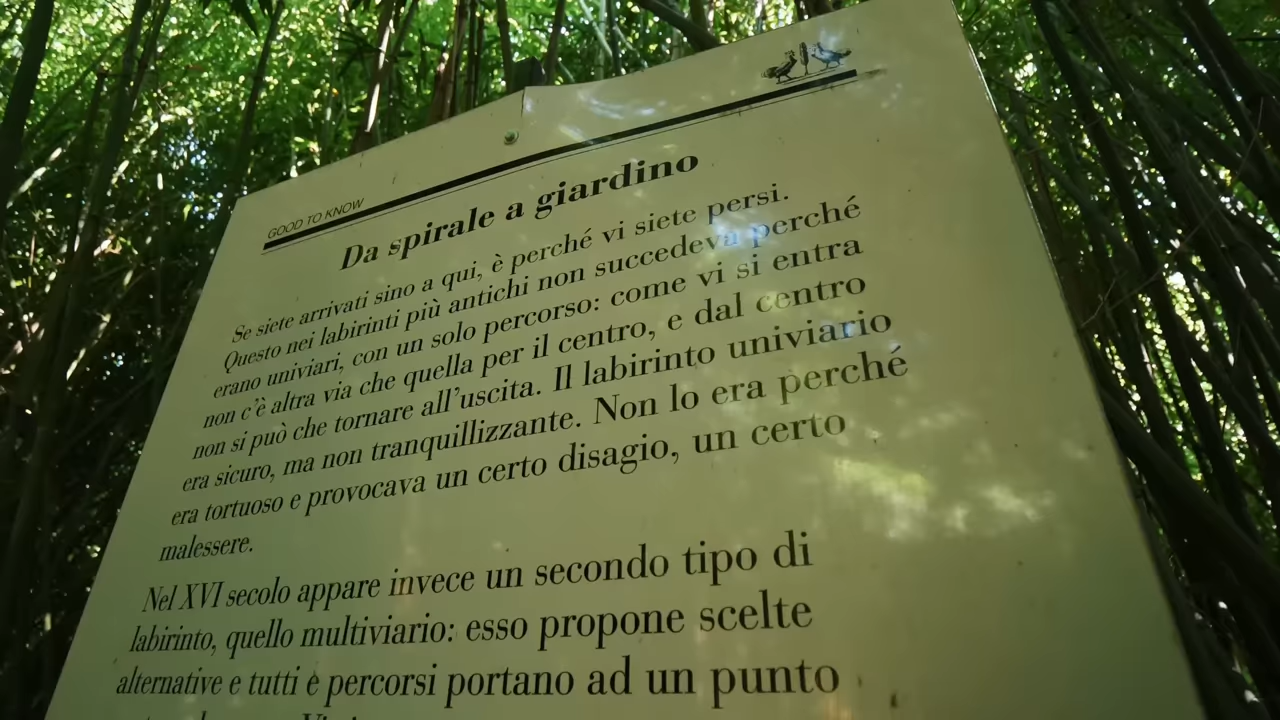 GOOD TO KNOW
Da spirale a giardino
Se siete arrivati sino a qui, è perché vi siete persi.
Questo nei labirinti più antichi non succedeva perché
erano univiari, con un solo percorso: come vi si entra
non c'è altra via che quella per il centro, e dal centro
non si può che tornare all'uscita. Il labirinto univiario
era sicuro, ma non tranquillizzante. Non lo era perché
era tortuoso e provocava un certo disagio, un certo
malessere.
Nel XVI secolo appare invece un secondo tipo di
labirinto, quello multiviario: esso propone scelte
alternative e tutti e percorsi portano ad un punto